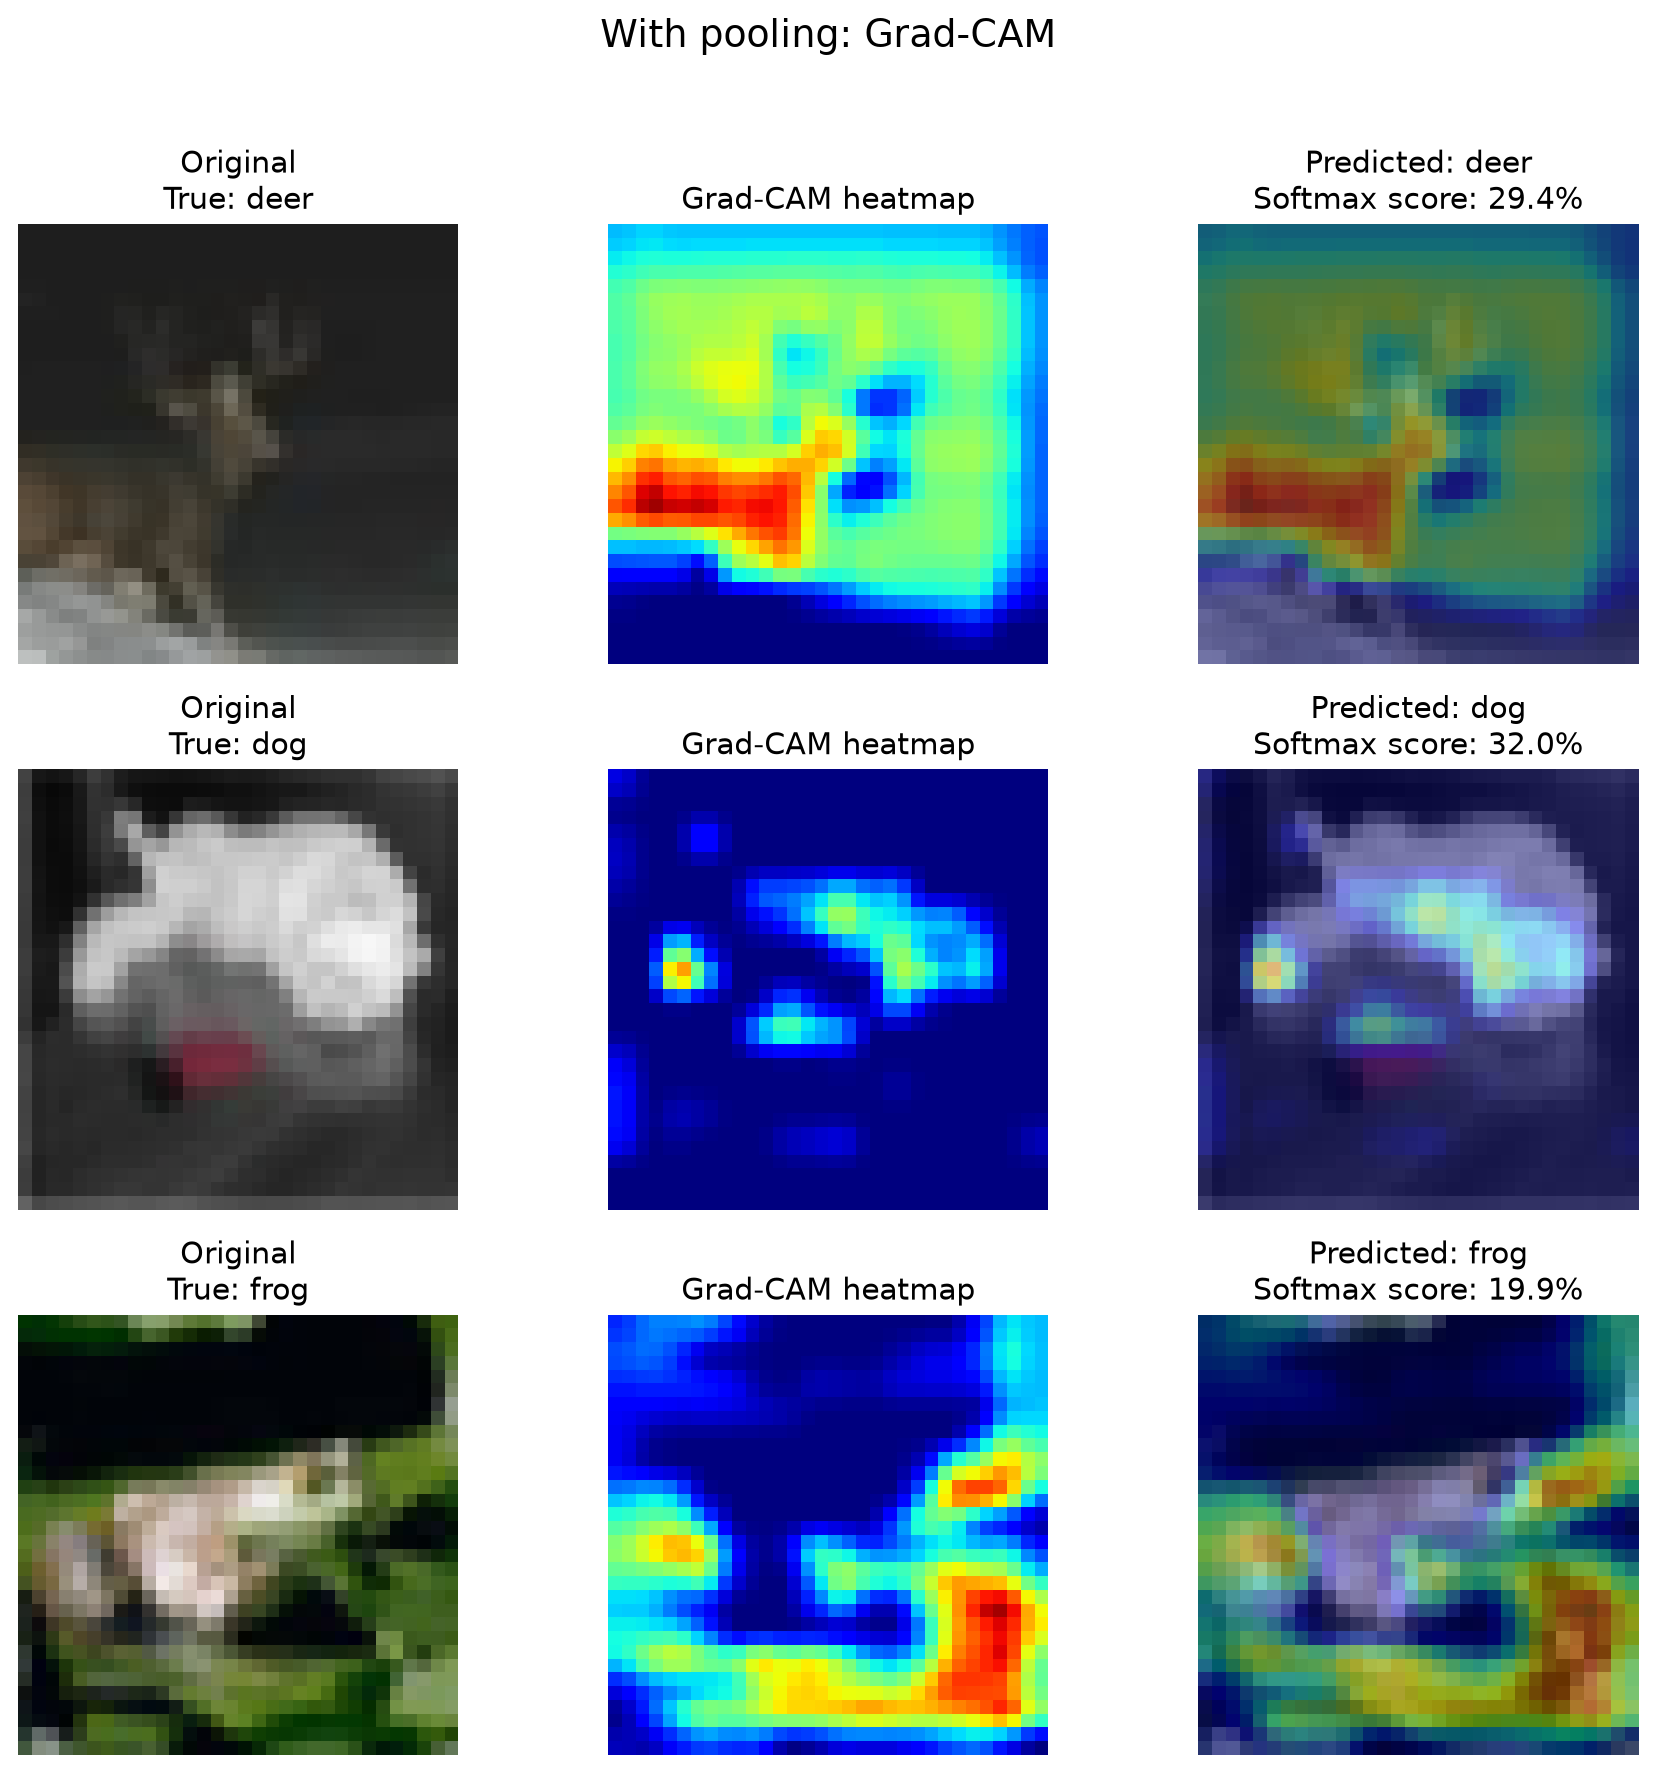 With pooling: Grad-CAM
Original
True: deer
Grad-CAM heatmap
Predicted: deer
Softmax score: 29.4%
Original
True: dog
Grad-CAM heatmap
Predicted: dog
Softmax score: 32.0%
Original
True: frog
Grad-CAM heatmap
Predicted: frog
Softmax score: 19.9%